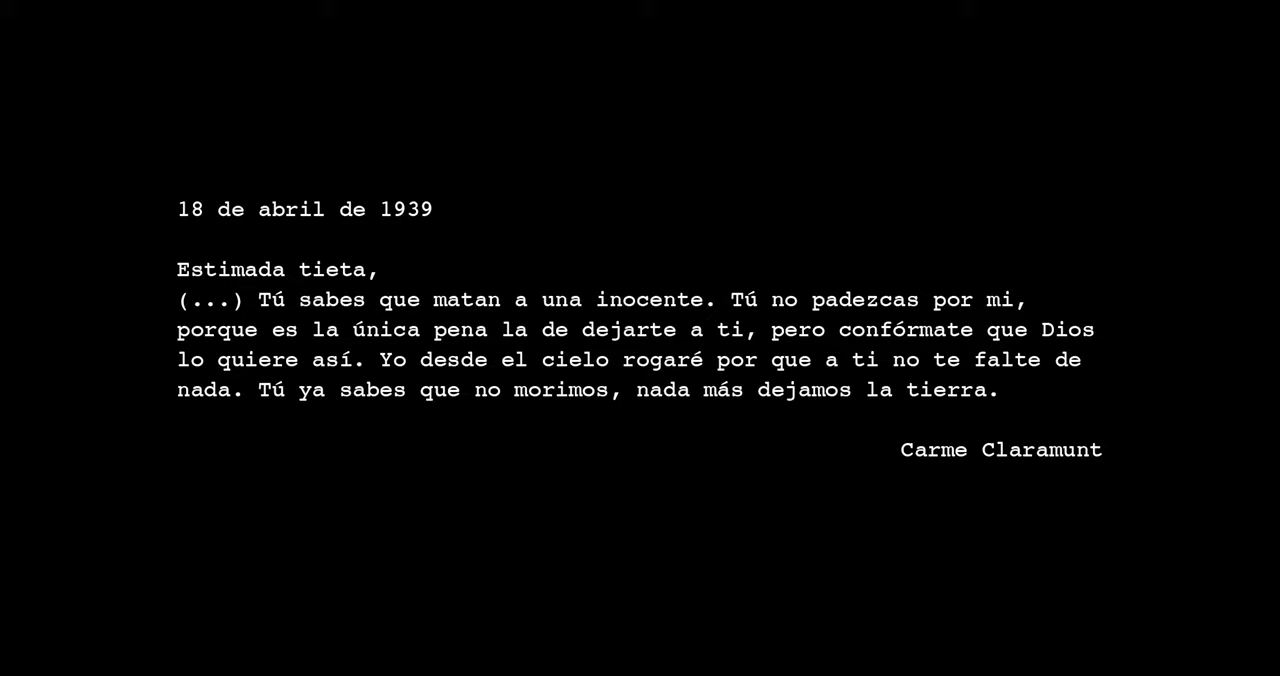 18 de abril de 1939
Estimada tieta,
(...) Tú sabes que matan a una inocente. Tú no padezcas por mi,
porque es la única pena la de dejarte a ti, pero confórmate que Dios
lo quiere así. Yo desde el cielo rogaré por que a ti no te falte de
nada. Tú ya sabes que no morimos, nada más dejamos la tierra.
Carme Claramunt